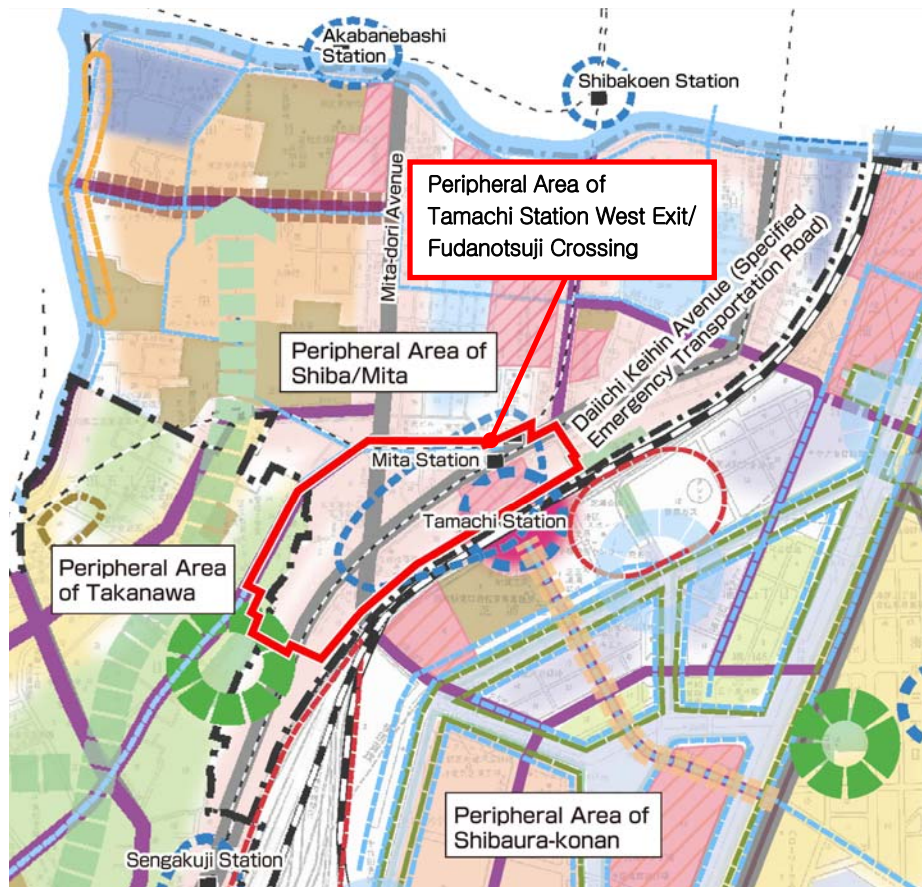 Akabanebashi
Station
Shibakoen Station
Peripheral Area of
Tamachi Station West Exit/
Fudanotsuji Crossing
Mita-dori Avenue
Daiichi Keihin Avenue (Specified
Emergency Transportation Road)
Peripheral Area of
Shiba/Mita
Mita Station
Tamachi Station
Peripheral Area
of Takanawa
Peripheral Area of
Shibaura-konan
Sengakuji Station